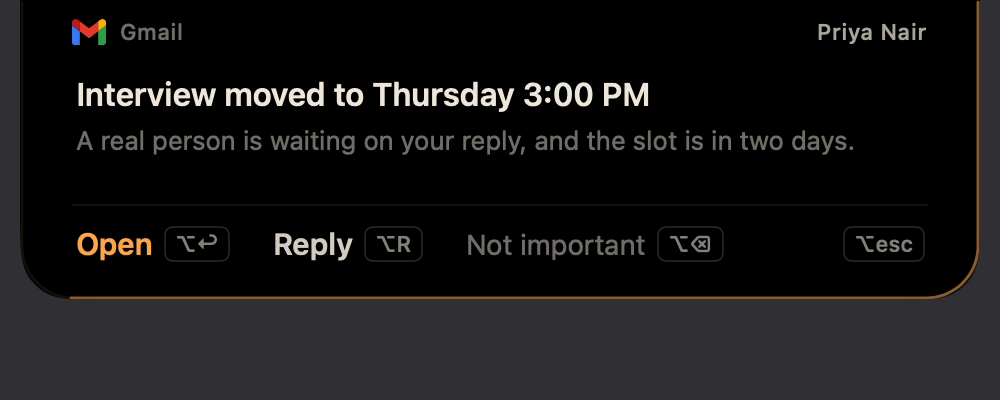 Gmail Priya Nair
Interview moved to Thursday 3:00 PM
A real person is waiting on your reply, and the slot is in two days.
Open ⌥↩ Reply ⌥R Not important ⌥⌫ ⌥esc